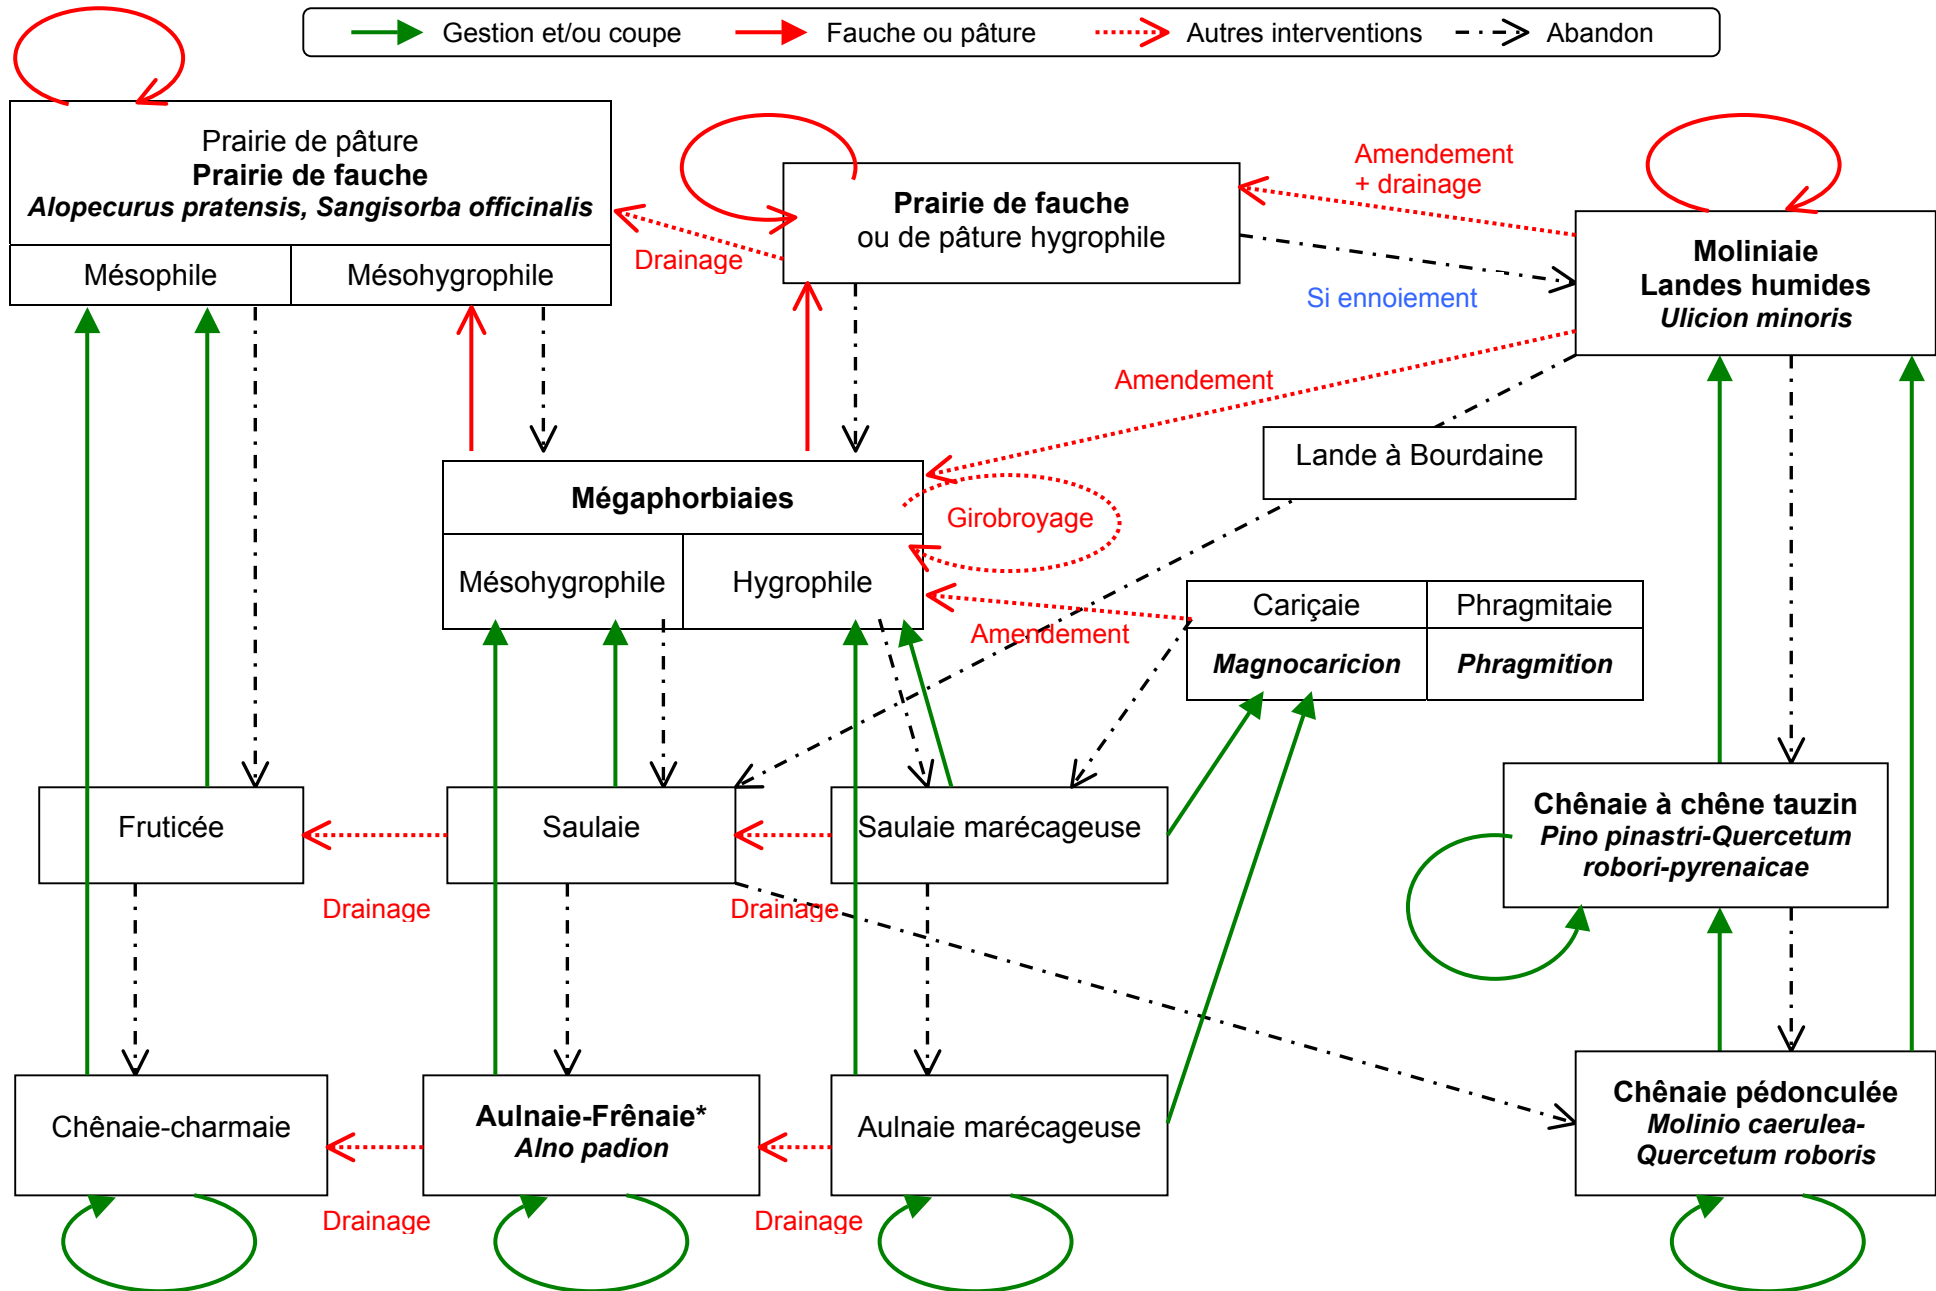 Gestion et/ou coupe
Fauche ou pâture
Autres interventions
Abandon
Prairie de pâture
Prairie de fauche
Alopecurus pratensis, Sangisorba officinalis
Mésophile
Mésohygrophile
Drainage
Prairie de fauche
ou de pâture hygrophile
Amendement
+ drainage
Si ennoiement
Moliniaie
Landes humides
Ulicion minoris
Amendement
Lande à Bourdaine
Mégaphorbiaies
Mésohygrophile
Hygrophile
Girobroyage
Amendement
Cariçaie
Phragmitaie
Magnocaricion
Phragmition
Fruticée
Drainage
Saulaie
Drainage
Saulaie marécageuse
Chênaie à chêne tauzin
Pino pinastri-Quercetum
robori-pyrenaicae
Chênaie-charmaie
Drainage
Aulnaie-Frênaie*
Alno padion
Drainage
Aulnaie marécageuse
Chênaie pédonculée
Molinio caerulea-
Quercetum roboris